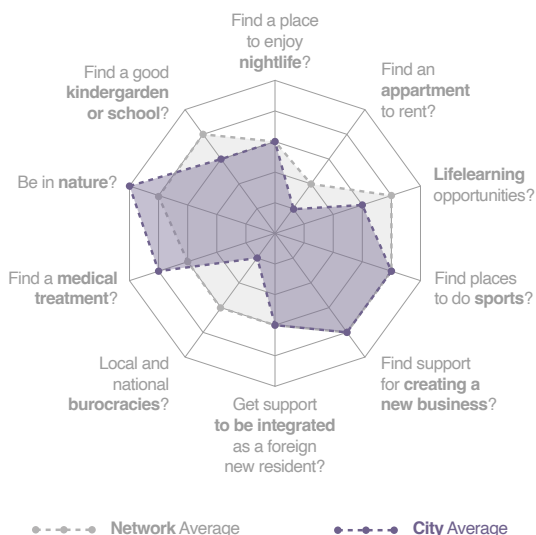 Find a place
to enjoy
nightlife?
Find an
appartment
to rent?
Lifelearning
opportunities?
Find places
to do sports?
Find support
for creating a
new business?
Get support
to be integrated
as a foreign
new resident?
Local and
national
burocracies?
Find a medical
treatment?
Be in nature?
Find a good
kindergarden
or school?
Network Average
City Average